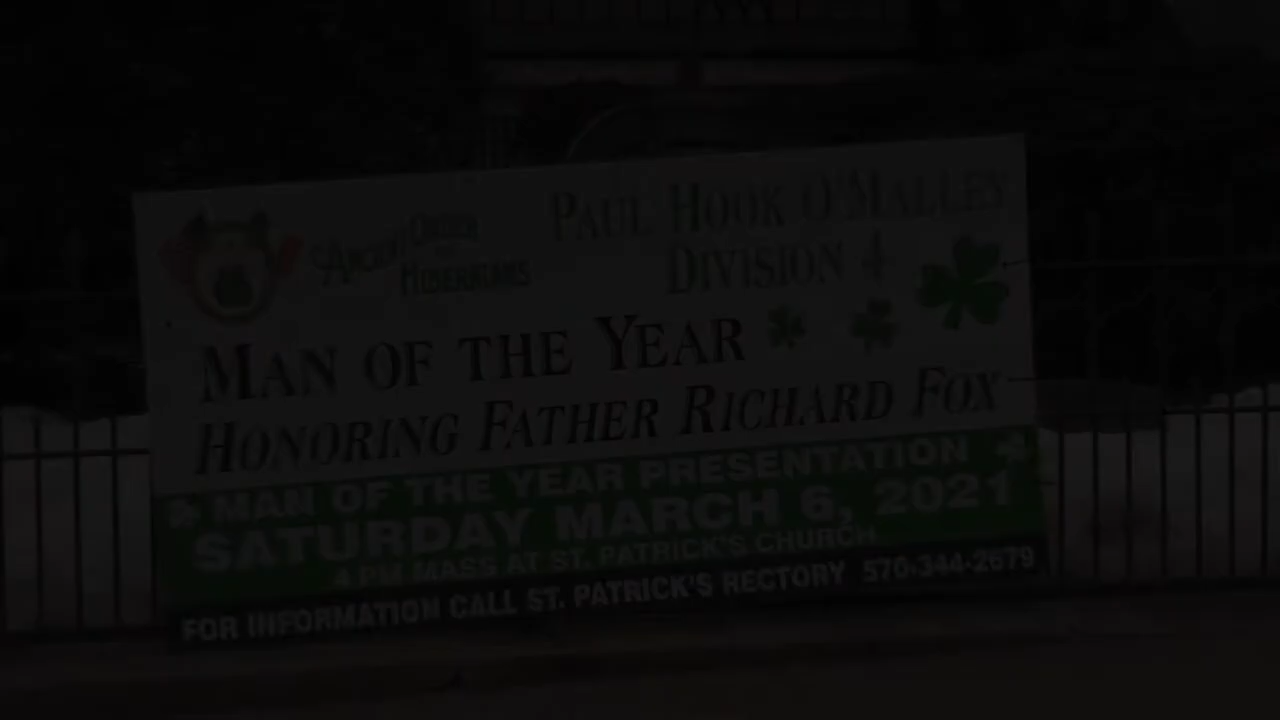 ANCIENT ORDER
OF
HIBERNIANS
PAUL HOOK O'MALLEY
DIVISION 4
MAN OF THE YEAR
HONORING FATHER RICHARD FOX
MAN OF THE YEAR PRESENTATION
SATURDAY MARCH 6, 2021
4 PM MASS AT ST. PATRICK'S CHURCH
FOR INFORMATION CALL ST. PATRICK'S RECTORY 570-344-2679